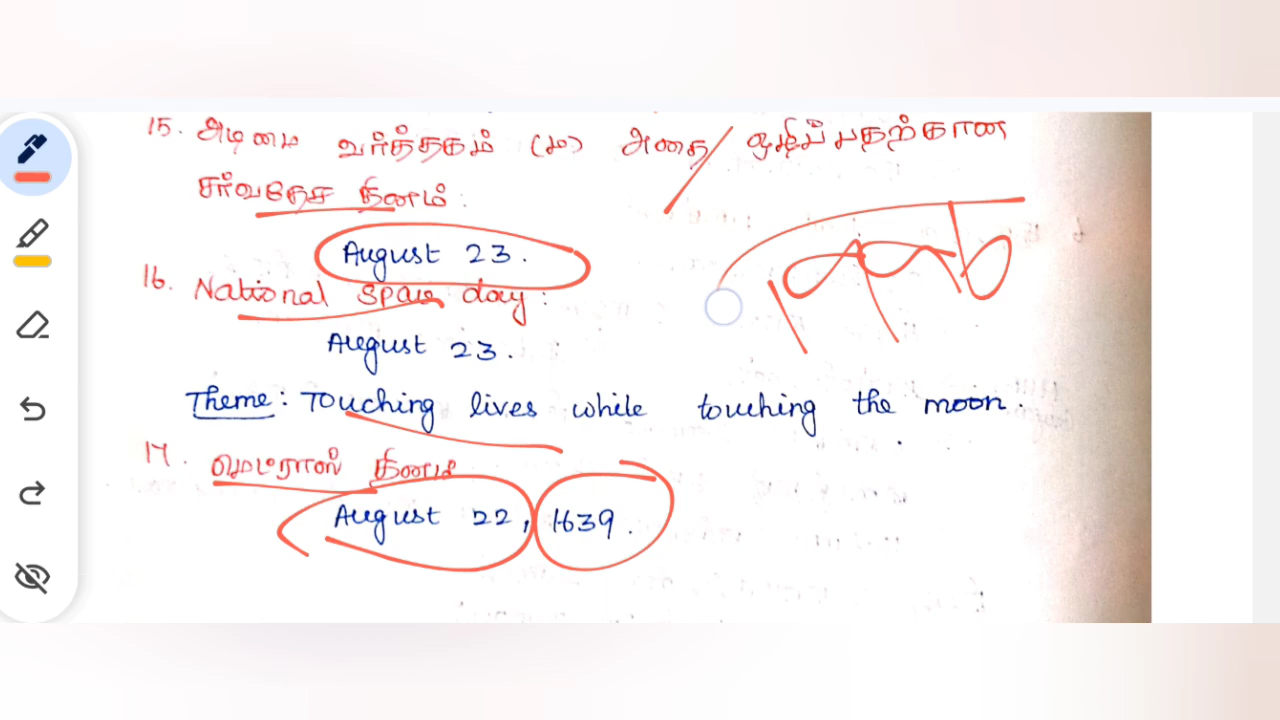 15. அடிமை வர்த்தகம் (ம) அதை ஒழிப்பதற்கான
சர்வதேச தினம் :
August 23.
16. National space day :
August 23.
Theme : Touching lives while touching the moon.
17. மெட்ராஸ் தினம்
August 22, 1639.